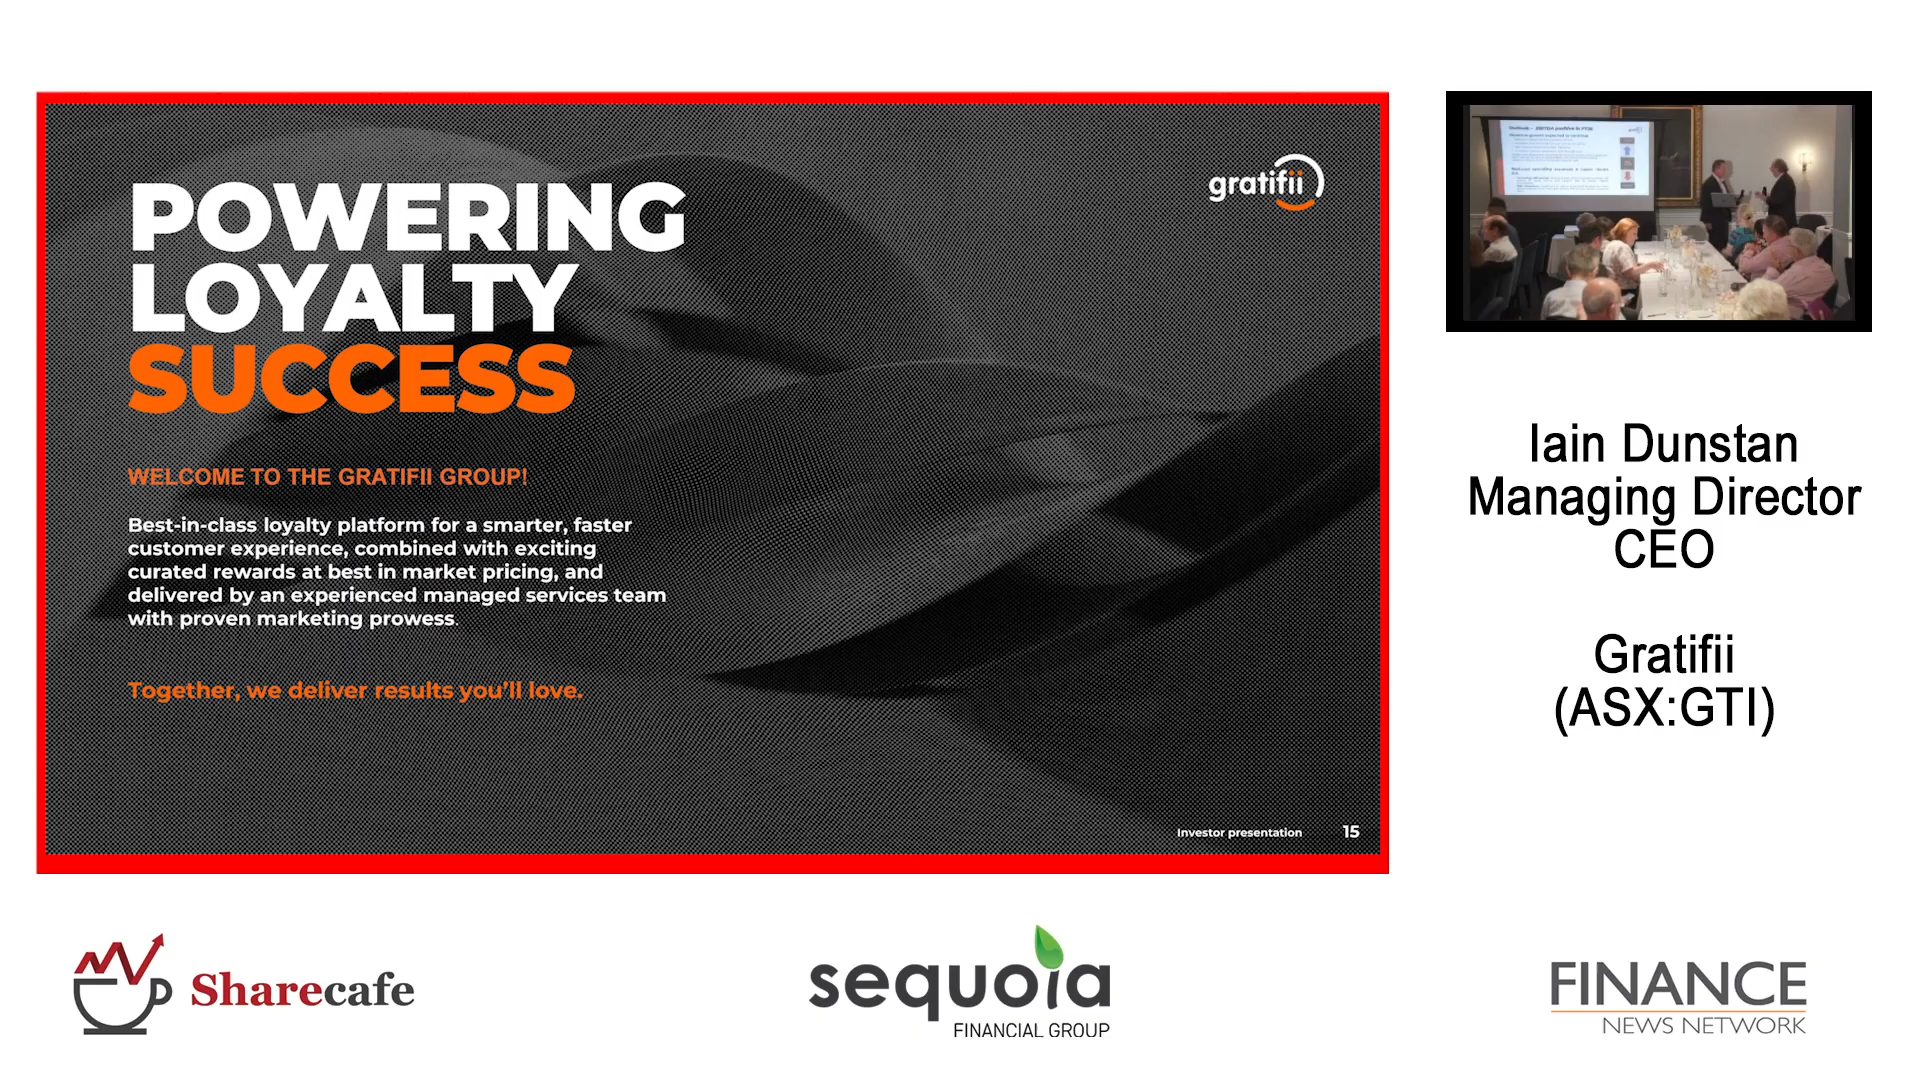 POWERING
LOYALTY
SUCCESS
gratifii
WELCOME TO THE GRATIFII GROUP!
Best-in-class loyalty platform for a smarter, faster
customer experience, combined with exciting
curated rewards at best in market pricing, and
delivered by an experienced managed services team
with proven marketing prowess.
Together, we deliver results you'll love.
Investor presentation 15
Iain Dunstan
Managing Director
CEO
Gratifii
(ASX:GTI)
Sharecafe
sequoia
FINANCIAL GROUP
FINANCE
NEWS NETWORK